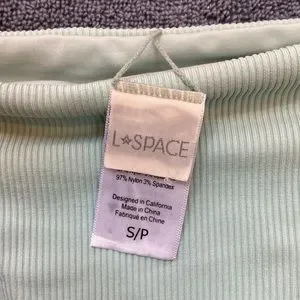 L★SPACE
97% Nylon 3% Spandex
Designed in California
Made in China
Fabriqué en Chine
S/P